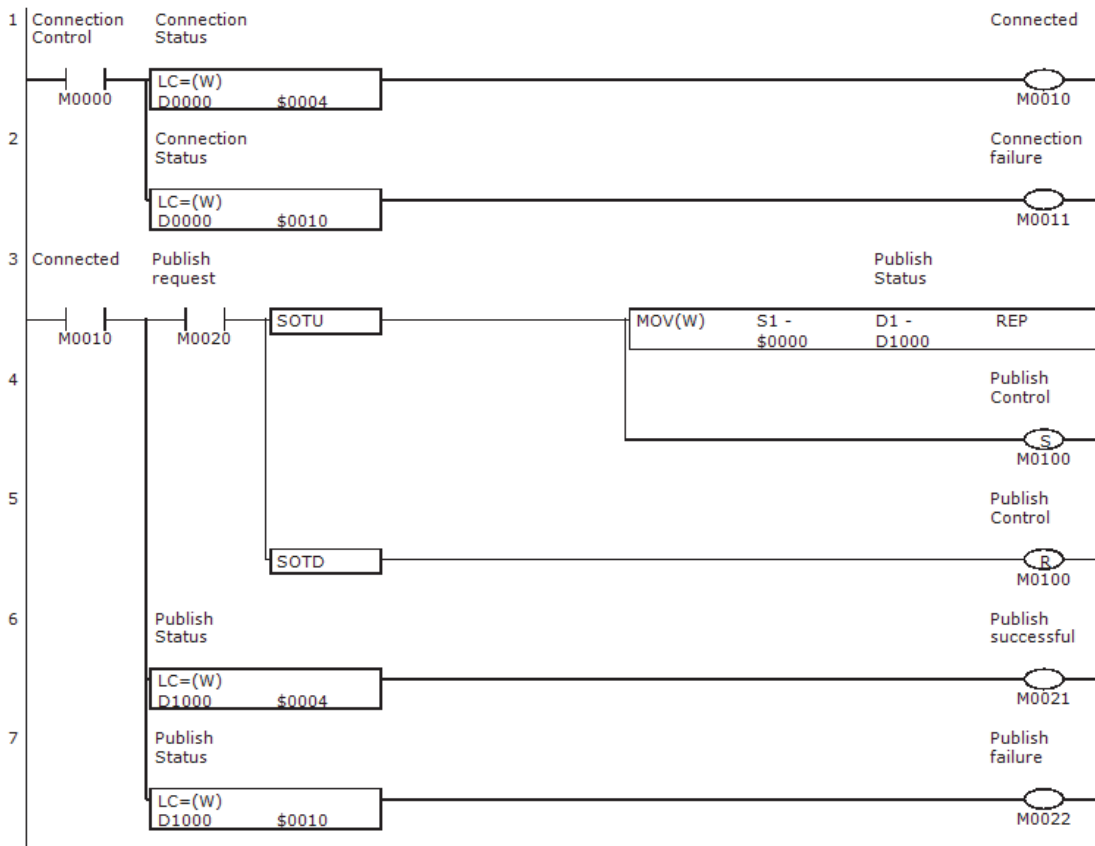 1 Connection Connection Connected
Control Status
LC=(W)
M0000 D0000 $0004 M0010
2 Connection Connection
Status failure
LC=(W)
D0000 $0010 M0011
3 Connected Publish Publish
request Status
SOTU MOV(W) S1 - D1 - REP
M0010 M0020 $0000 D1000
4 Publish
Control
S
M0100
5 Publish
Control
SOTD R
M0100
6 Publish Publish
Status successful
LC=(W)
D1000 $0004 M0021
7 Publish Publish
Status failure
LC=(W)
D1000 $0010 M0022